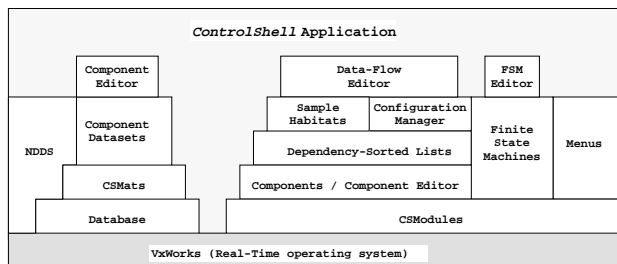 ControlShell Application
Component
Editor
Data-Flow
Editor
FSM
Editor
Sample
Habitats
Configuration
Manager
Component
Datasets
NDDS
Finite
State
Machines
Menus
Dependency-Sorted Lists
CSMats
Components / Component Editor
Database
CSModules
VxWorks (Real-Time operating system)